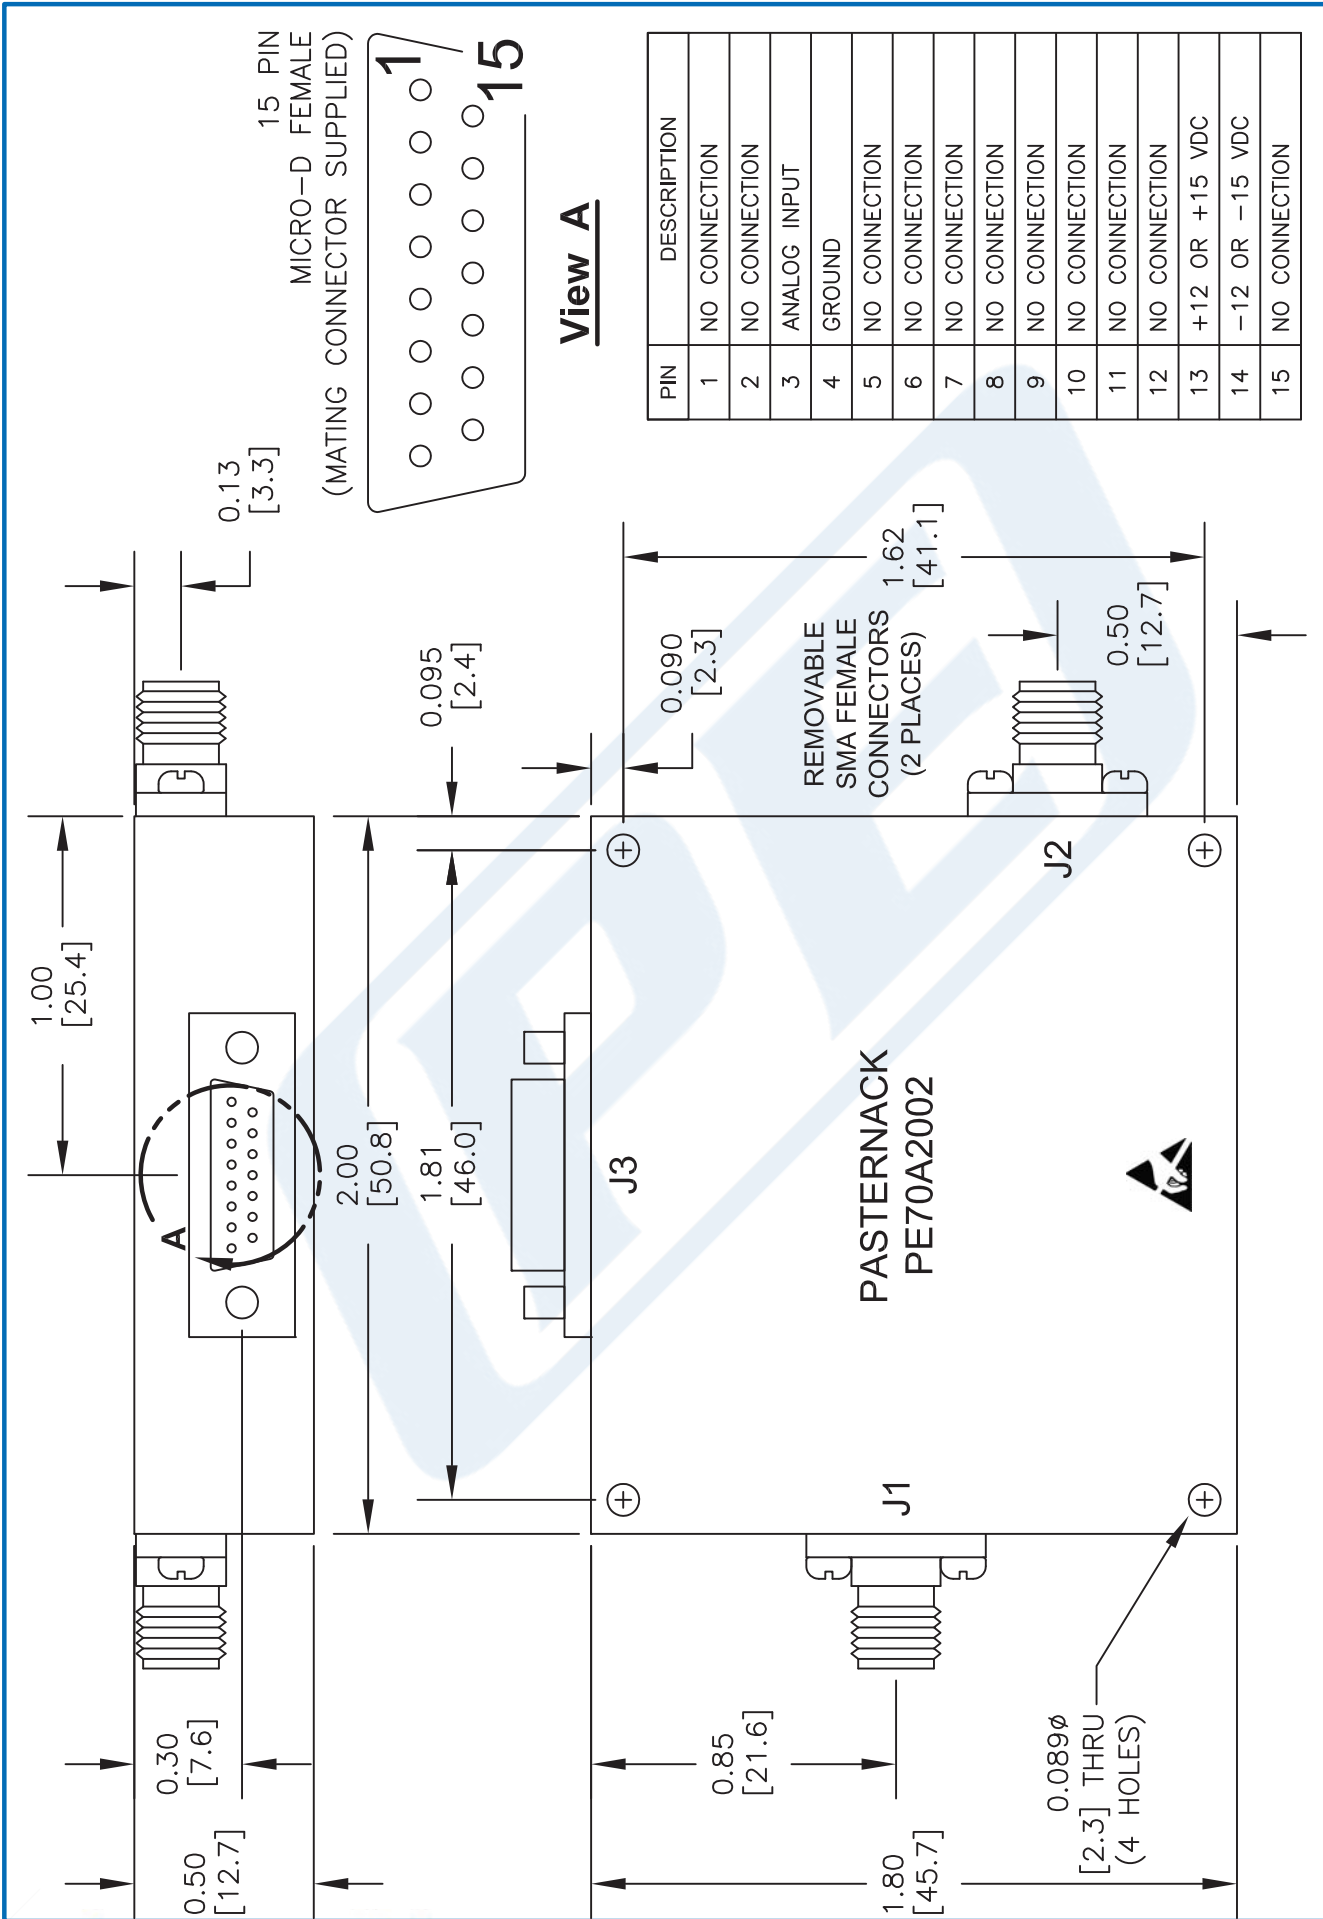 15 PIN
MICRO-D FEMALE
(MATING CONNECTOR SUPPLIED)
1
15
View A
PIN DESCRIPTION
1 NO CONNECTION
2 NO CONNECTION
3 ANALOG INPUT
4 GROUND
5 NO CONNECTION
6 NO CONNECTION
7 NO CONNECTION
8 NO CONNECTION
9 NO CONNECTION
10 NO CONNECTION
11 NO CONNECTION
12 NO CONNECTION
13 +12 OR +15 VDC
14 -12 OR -15 VDC
15 NO CONNECTION
0.13
[3.3]
1.00
[25.4]
A
0.30
[7.6]
0.50
[12.7]
2.00
[50.8]
1.81
[46.0]
0.095
[2.4]
0.090
[2.3]
1.62
[41.1]
REMOVABLE
SMA FEMALE
CONNECTORS
(2 PLACES)
0.50
[12.7]
J3
J2
J1
PASTERNACK
PE70A2002
0.85
[21.6]
1.80
[45.7]
0.089ø
[2.3] THRU
(4 HOLES)
PE